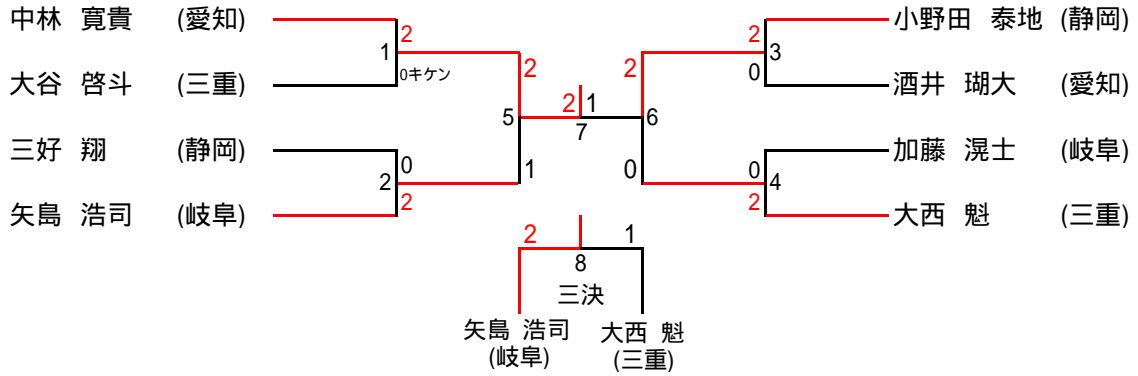 中林 寛貴 (愛知) 小野田 泰地 (静岡)
2 2
1 3
0キケン 2 2 0
大谷 啓斗 (三重) 酒井 瑚大 (愛知)
2 1
5 7 6
三好 翔 (静岡) 加藤 滉士 (岐阜)
0 1 0 0
2 4
2 2
矢島 浩司 (岐阜) 大西 魁 (三重)
2 1
8
三決
矢島 浩司 大西 魁
(岐阜) (三重)